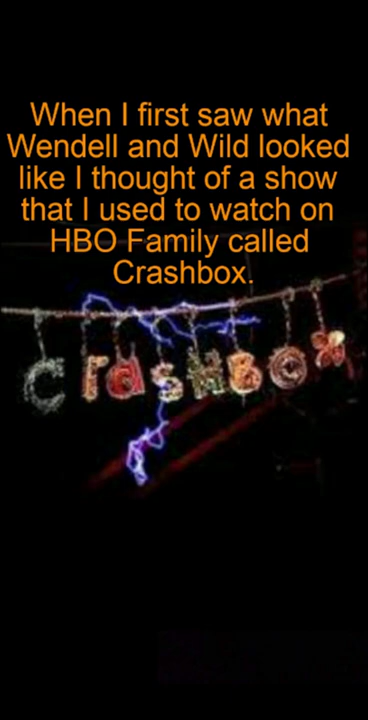 When I first saw what
Wendell and Wild looked
like I thought of a show
that I used to watch on
HBO Family called
Crashbox.
crasHBOx